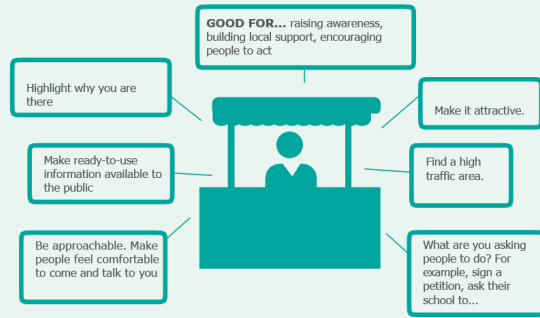 GOOD FOR... raising awareness,
building local support, encouraging
people to act
Highlight why you are
there
Make it attractive.
Make ready-to-use
information available to
the public
Find a high
traffic area.
Be approachable. Make
people feel comfortable
to come and talk to you
What are you asking
people to do? For
example, sign a
petition, ask their
school to...